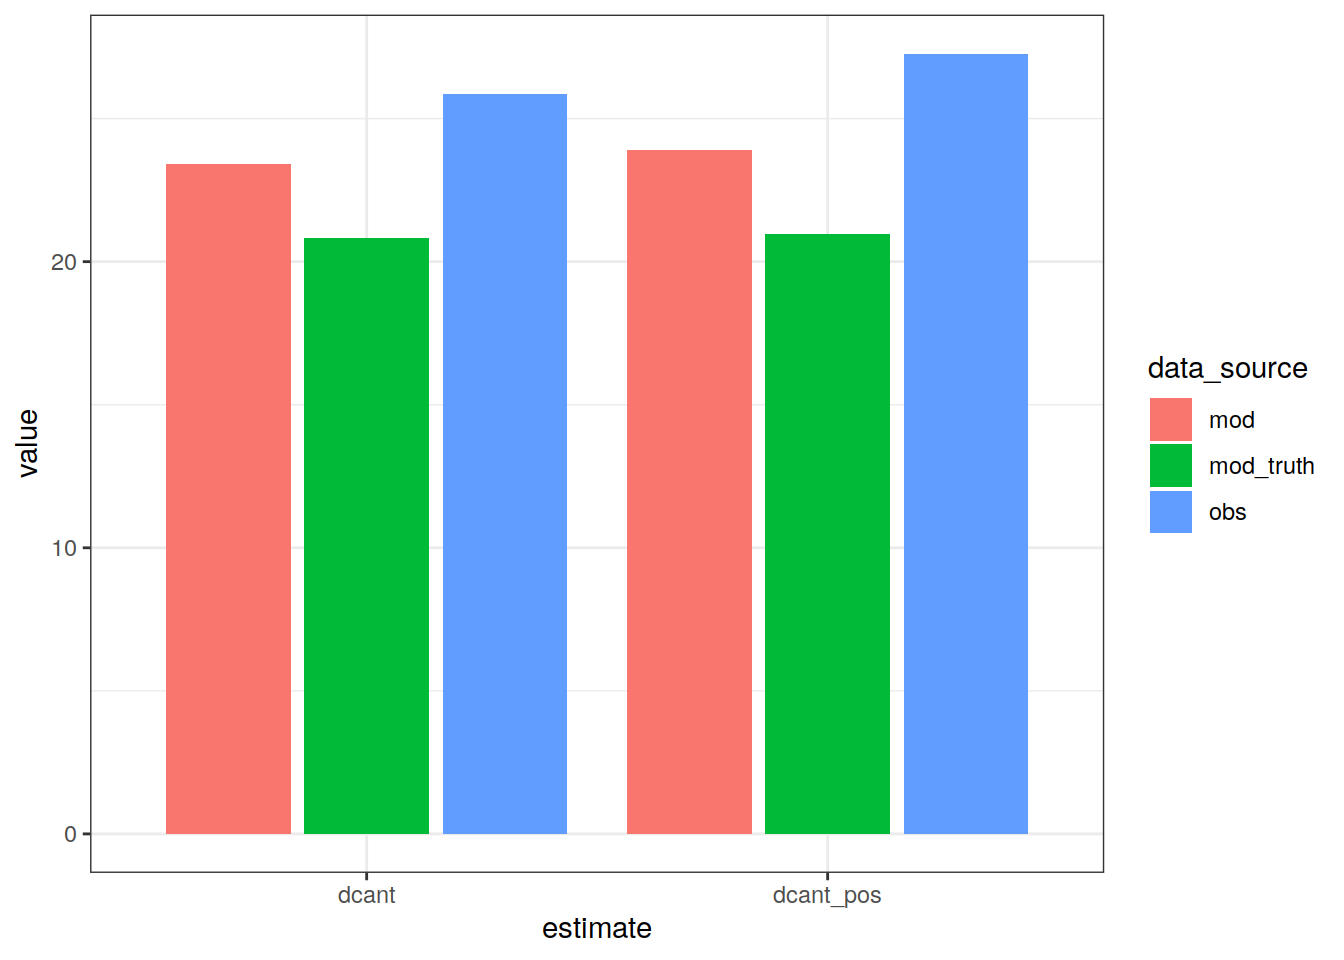 value
20
10
0
dcant
dcant_pos
estimate
data_source
mod
mod_truth
obs